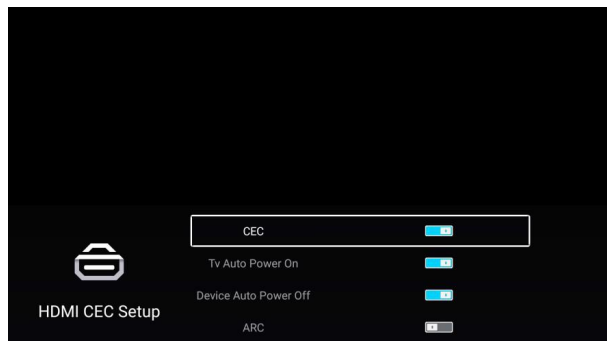 CEC
Tv Auto Power On
Device Auto Power Off
HDMI CEC Setup
ARC